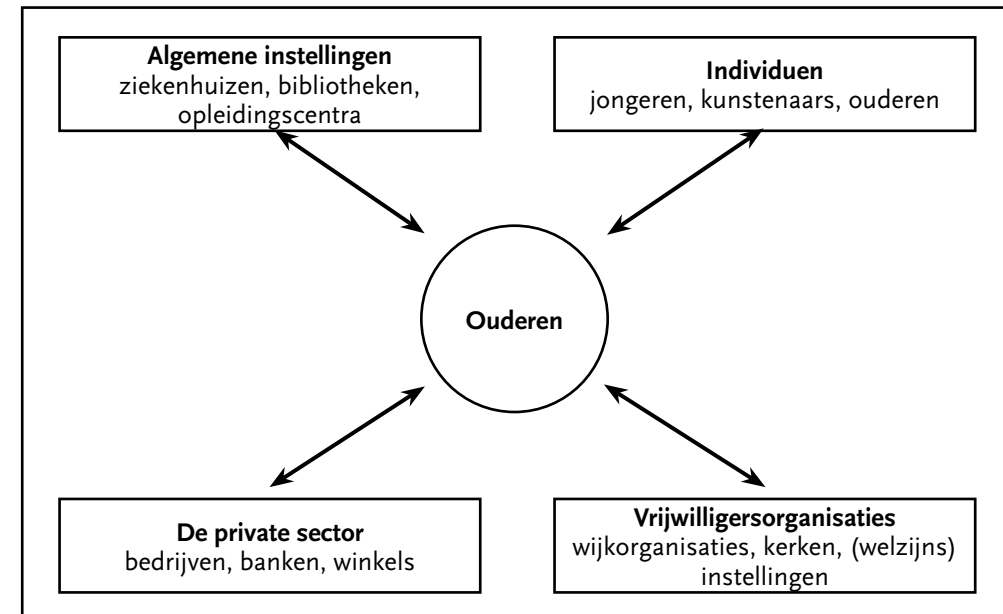 Algemene instellingen
ziekenhuizen, bibliotheken,
opleidingscentra
Individuen
jongeren, kunstenaars, ouderen
Ouderen
De private sector
bedrijven, banken, winkels
Vrijwilligersorganisaties
wijkorganisaties, kerken, (welzijns)
instellingen